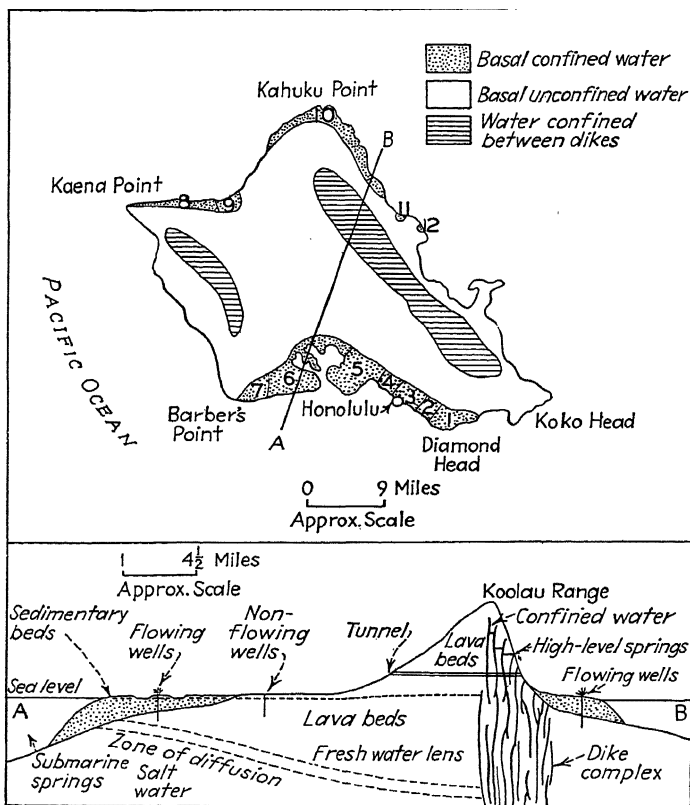 Basal confined water
Basal unconfined water
Water confined
between dikes
Kahuku Point
10
B
Kaena Point
8
9
11
12
PACIFIC OCEAN
7
6
5
4
3
2
1
Barber's
Point
Honolulu
A
Diamond
Head
Koko Head
0 9 Miles
Approx. Scale
1 4½ Miles
Approx. Scale
Koolau Range
Sedimentary
beds
Flowing
wells
Non-
flowing
wells
Tunnel
Lava
beds
Confined water
High-level springs
Flowing wells
Sea level
A
B
Lava beds
Submarine
springs
Zone of diffusion
Salt
water
Fresh water lens
Dike
complex